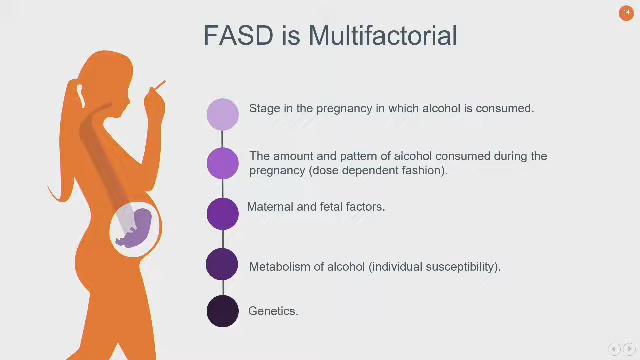 14
FASD is Multifactorial
Stage in the pregnancy in which alcohol is consumed.
The amount and pattern of alcohol consumed during the
pregnancy (dose dependent fashion).
Maternal and fetal factors.
Metabolism of alcohol (individual susceptibility).
Genetics.